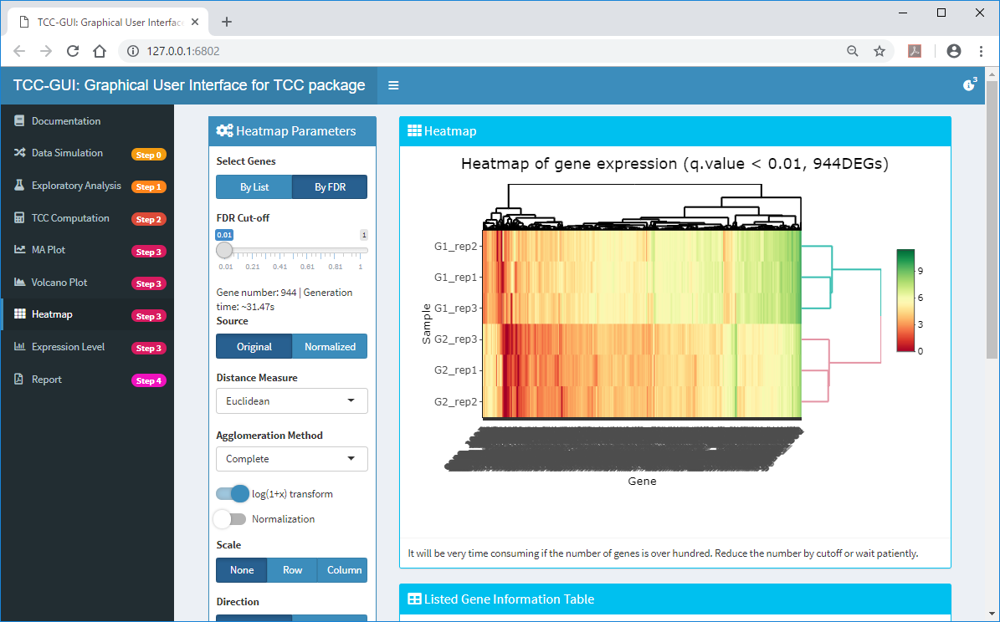 TCC-GUI: Graphical User Interfac
127.0.0.1:6802
TCC-GUI: Graphical User Interface for TCC package
3
Documentation
Data Simulation Step 0
Exploratory Analysis Step 1
TCC Computation Step 2
MA Plot Step 3
Volcano Plot Step 3
Heatmap Step 3
Expression Level Step 3
Report Step 4
Heatmap Parameters
Select Genes
By List By FDR
FDR Cut-off
0.01 1
0.01 0.21 0.41 0.61 0.81 1
Gene number: 944 | Generation
time: ~31.47s
Source
Original Normalized
Distance Measure
Euclidean
Agglomeration Method
Complete
log(1+x) transform
Normalization
Scale
None Row Column
Direction
Heatmap
Heatmap of gene expression (q.value < 0.01, 944DEGs)
Sample
G1_rep2
G1_rep1
G1_rep3
G2_rep3
G2_rep1
G2_rep2
9
6
3
0
Gene
It will be very time consuming if the number of genes is over hundred. Reduce the number by cutoff or wait patiently.
Listed Gene Information Table